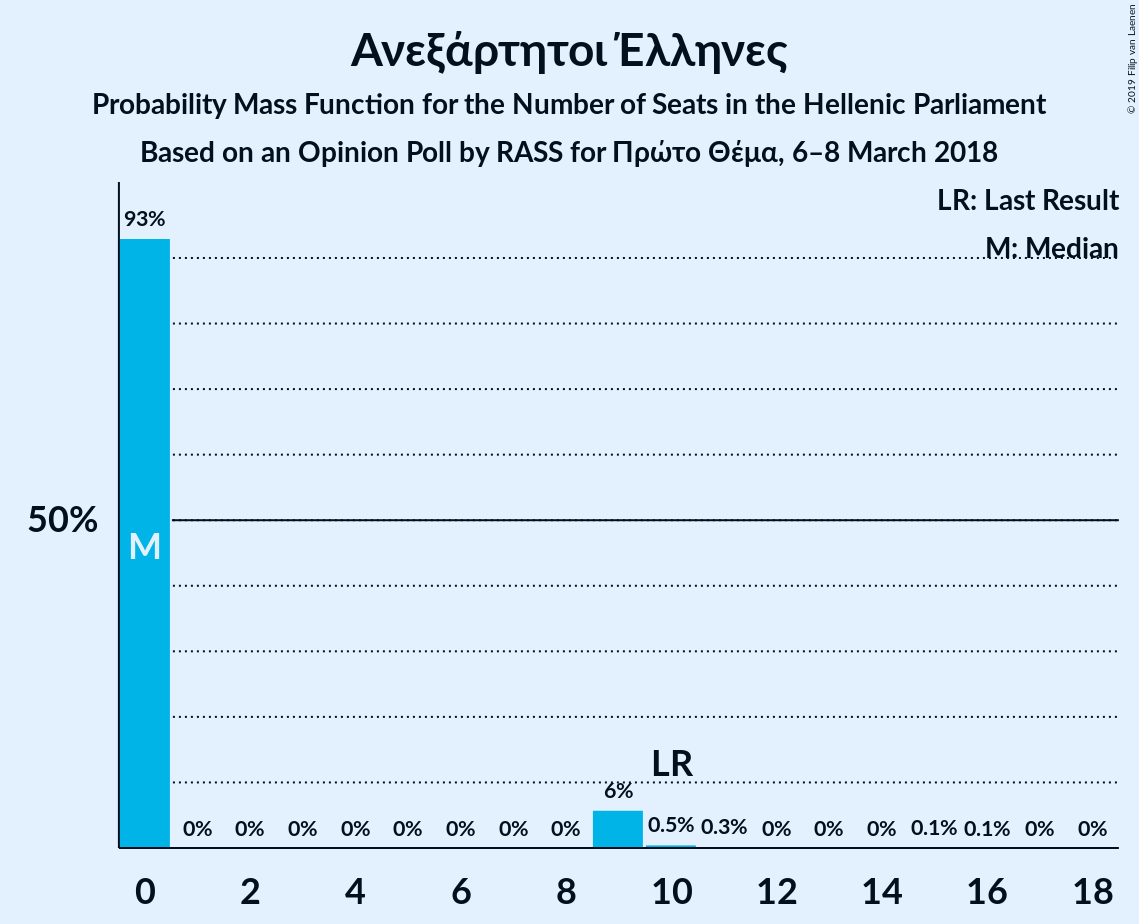 Ανεξάρτητοι Έλληνες
Probability Mass Function for the Number of Seats in the Hellenic Parliament
Based on an Opinion Poll by RASS for Πρώτο Θέμα, 6–8 March 2018
© 2019 Filip van Laenen
LR: Last Result
M: Median
93%
50%
M
LR
0% 0% 0% 0% 0% 0% 0% 0% 6% 0.5% 0.3% 0% 0% 0% 0.1% 0.1% 0% 0%
0 2 4 6 8 10 12 14 16 18